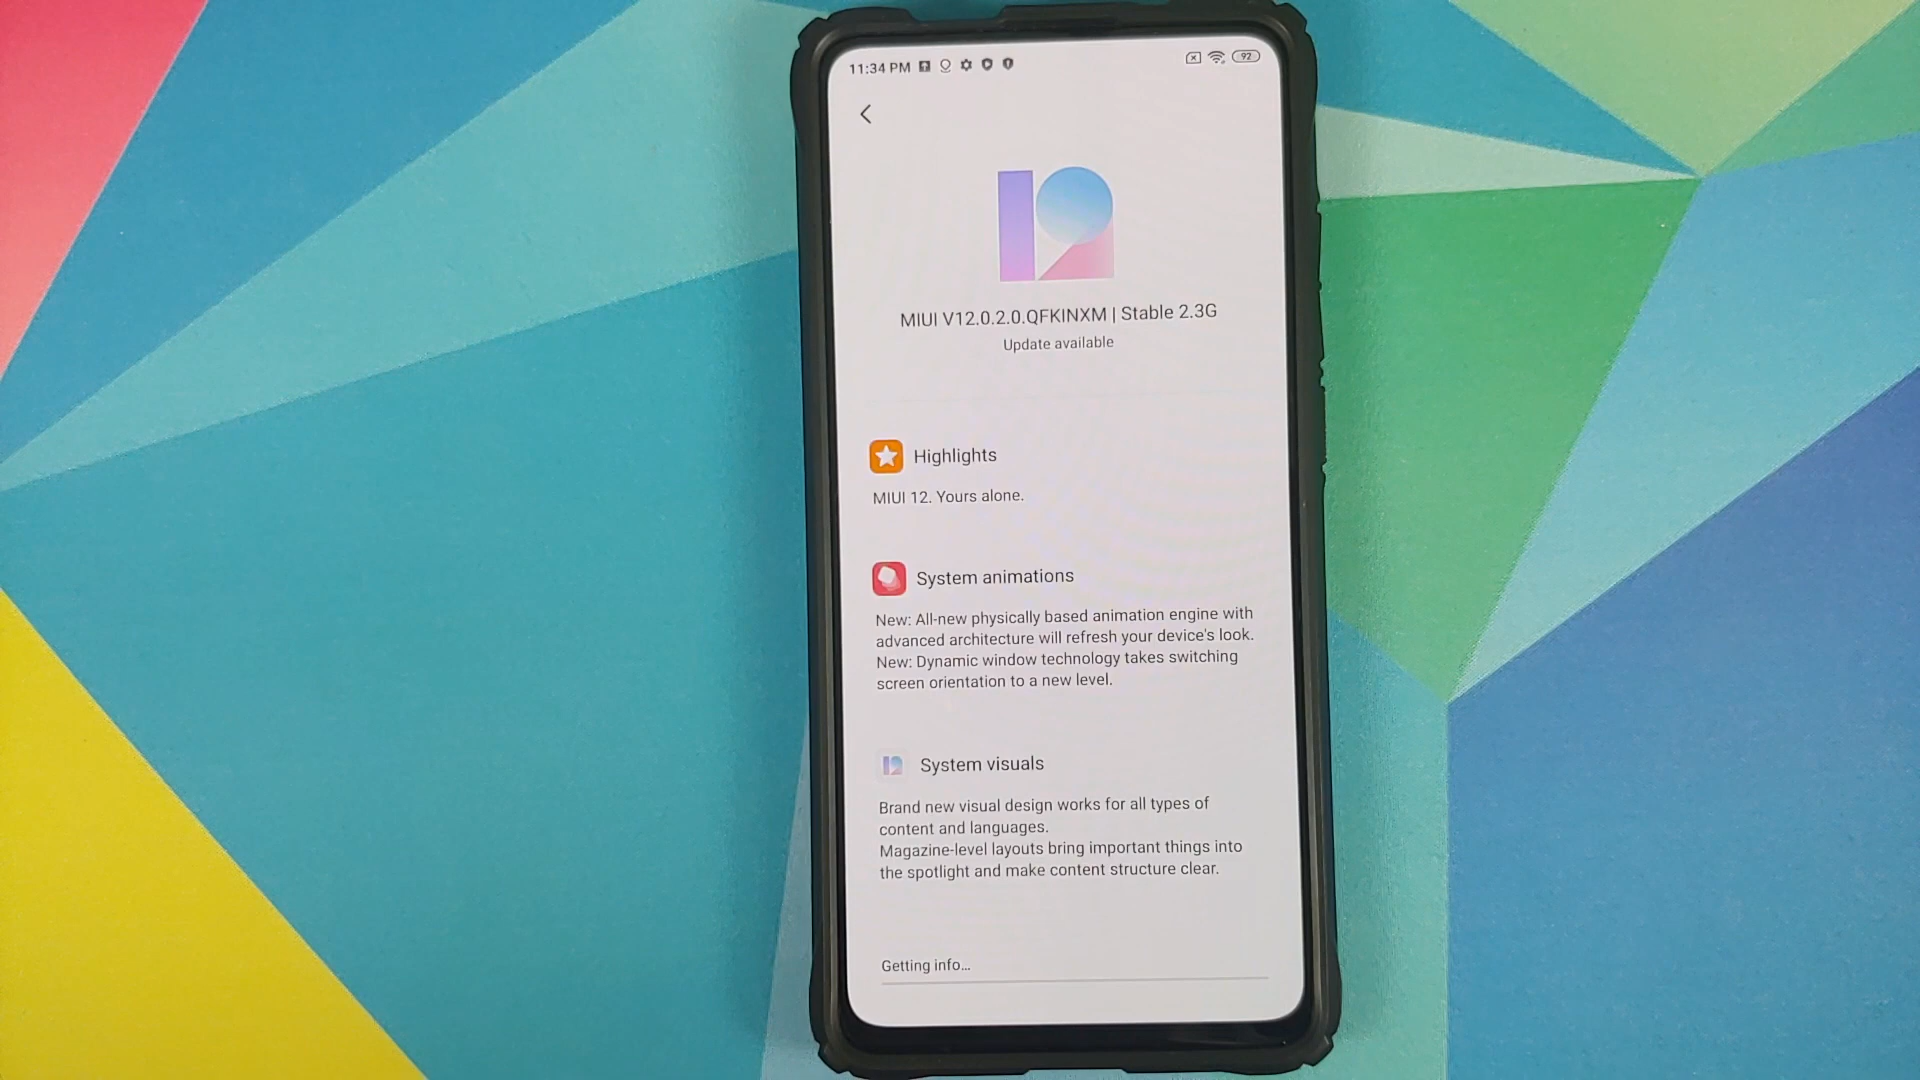 11:34 PM
92
MIUI V12.0.2.0.QFKINXM | Stable 2.3G
Update available
Highlights
MIUI 12. Yours alone.
System animations
New: All-new physically based animation engine with
advanced architecture will refresh your device's look.
New: Dynamic window technology takes switching
screen orientation to a new level.
System visuals
Brand new visual design works for all types of
content and languages.
Magazine-level layouts bring important things into
the spotlight and make content structure clear.
Getting info...